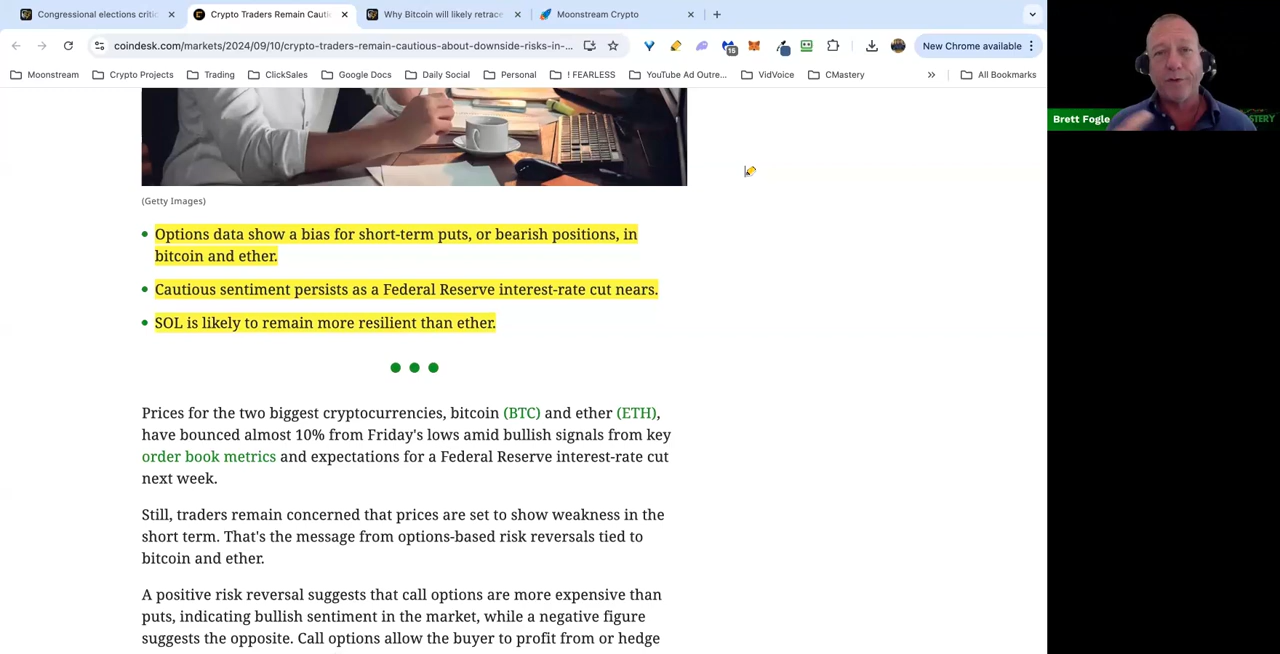 Congressional elections critic
Crypto Traders Remain Cauti
Why Bitcoin will likely retrace
Moonstream Crypto
coindesk.com/markets/2024/09/10/crypto-traders-remain-cautious-about-downside-risks-in-...
15
New Chrome available
Moonstream
Crypto Projects
Trading
ClickSales
Google Docs
Daily Social
Personal
! FEARLESS
YouTube Ad Outre...
VidVoice
CMastery
All Bookmarks
Brett Fogle
STERY
(Getty Images)
Options data show a bias for short-term puts, or bearish positions, in
bitcoin and ether.
Cautious sentiment persists as a Federal Reserve interest-rate cut nears.
SOL is likely to remain more resilient than ether.
Prices for the two biggest cryptocurrencies, bitcoin (BTC) and ether (ETH),
have bounced almost 10% from Friday's lows amid bullish signals from key
order book metrics and expectations for a Federal Reserve interest-rate cut
next week.
Still, traders remain concerned that prices are set to show weakness in the
short term. That's the message from options-based risk reversals tied to
bitcoin and ether.
A positive risk reversal suggests that call options are more expensive than
puts, indicating bullish sentiment in the market, while a negative figure
suggests the opposite. Call options allow the buyer to profit from or hedge